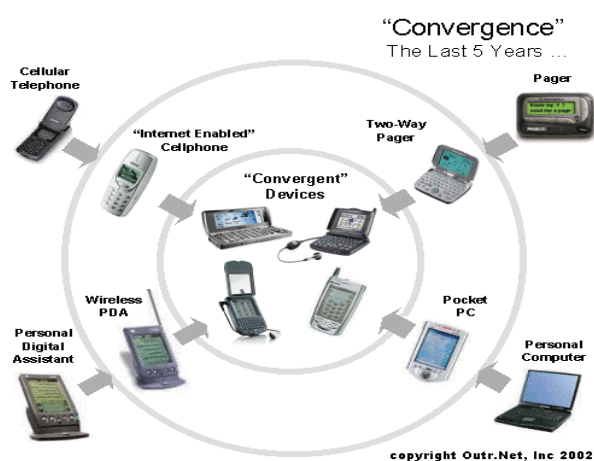 “Convergence”
The Last 5 Years ...
Cellular
Telephone
Pager
“Internet Enabled”
Cellphone
Two-Way
Pager
“Convergent”
Devices
Wireless
PDA
Pocket
PC
Personal
Digital
Assistant
Personal
Computer
copyright Outr.Net, Inc 2002